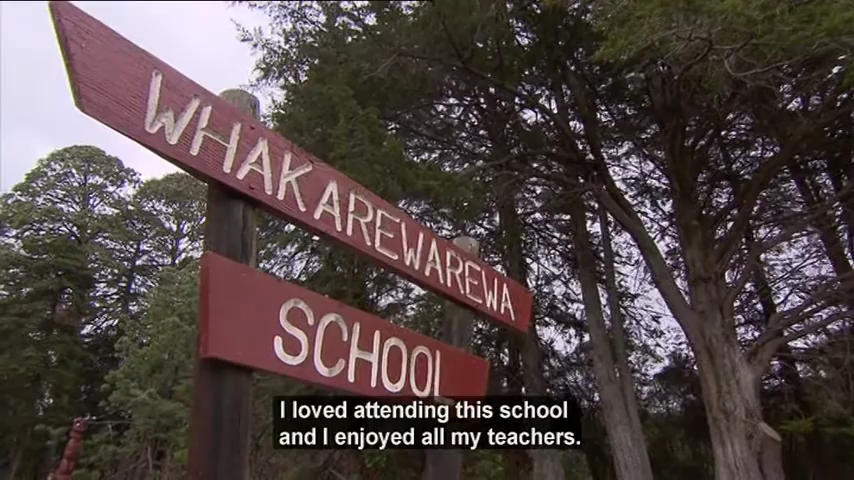 WHAKAREWAREWA
SCHOOL
I loved attending this school
and I enjoyed all my teachers.